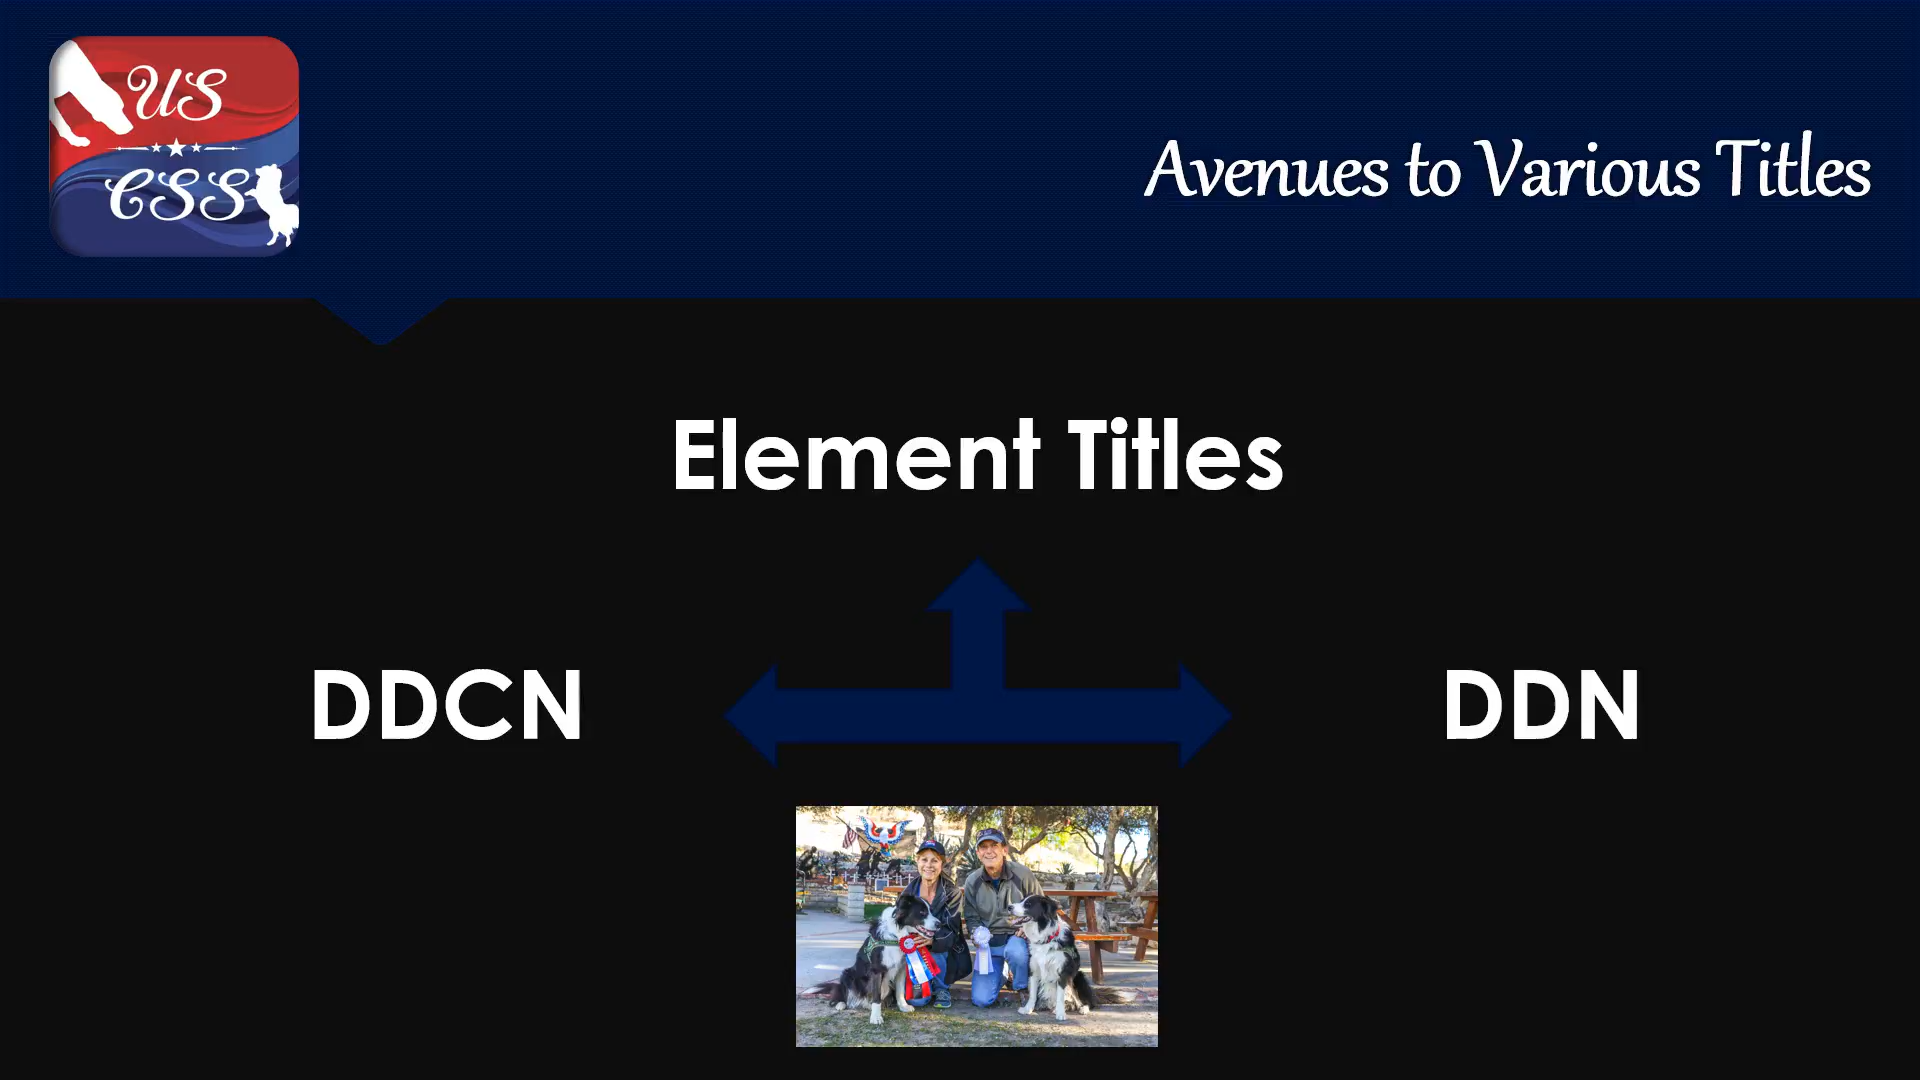 US
CSS
Avenues to Various Titles
Element Titles
DDCN
DDN